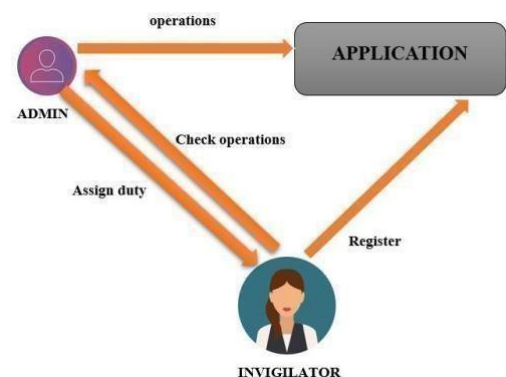 operations
APPLICATION
ADMIN
Check operations
Assign duty
Register
INVIGILATOR